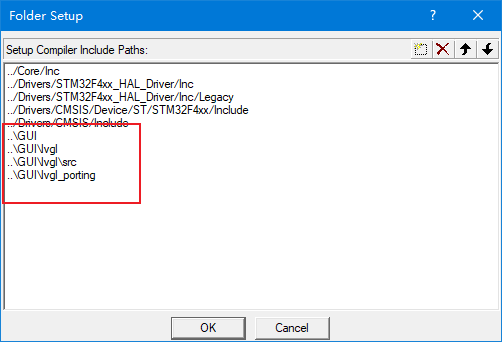 Folder Setup
Setup Compiler Include Paths:
../Core/Inc
../Drivers/STM32F4xx_HAL_Driver/Inc
../Drivers/STM32F4xx_HAL_Driver/Inc/Legacy
../Drivers/CMSIS/Device/ST/STM32F4xx/Include
../Drivers/CMSIS/Include
..\GUI
..\GUI\lvgl
..\GUI\lvgl\src
..\GUI\lvgl_porting
OK
Cancel